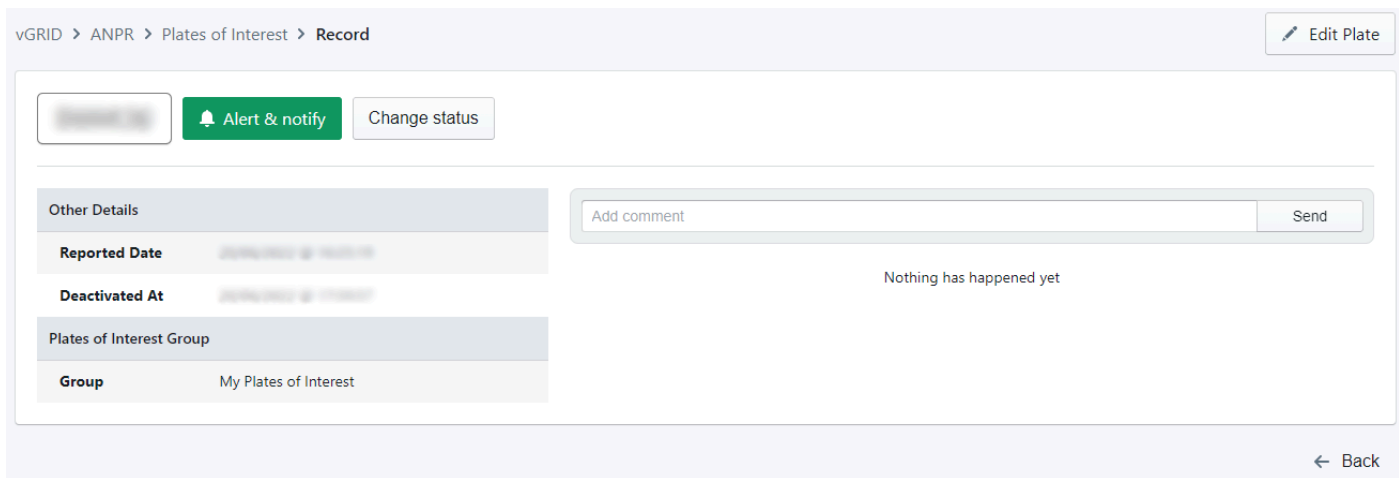 vGRID > ANPR > Plates of Interest > Record
Edit Plate
Alert & notify
Change status
Other Details
Reported Date
Deactivated At
Plates of Interest Group
Group My Plates of Interest
Add comment
Send
Nothing has happened yet
← Back